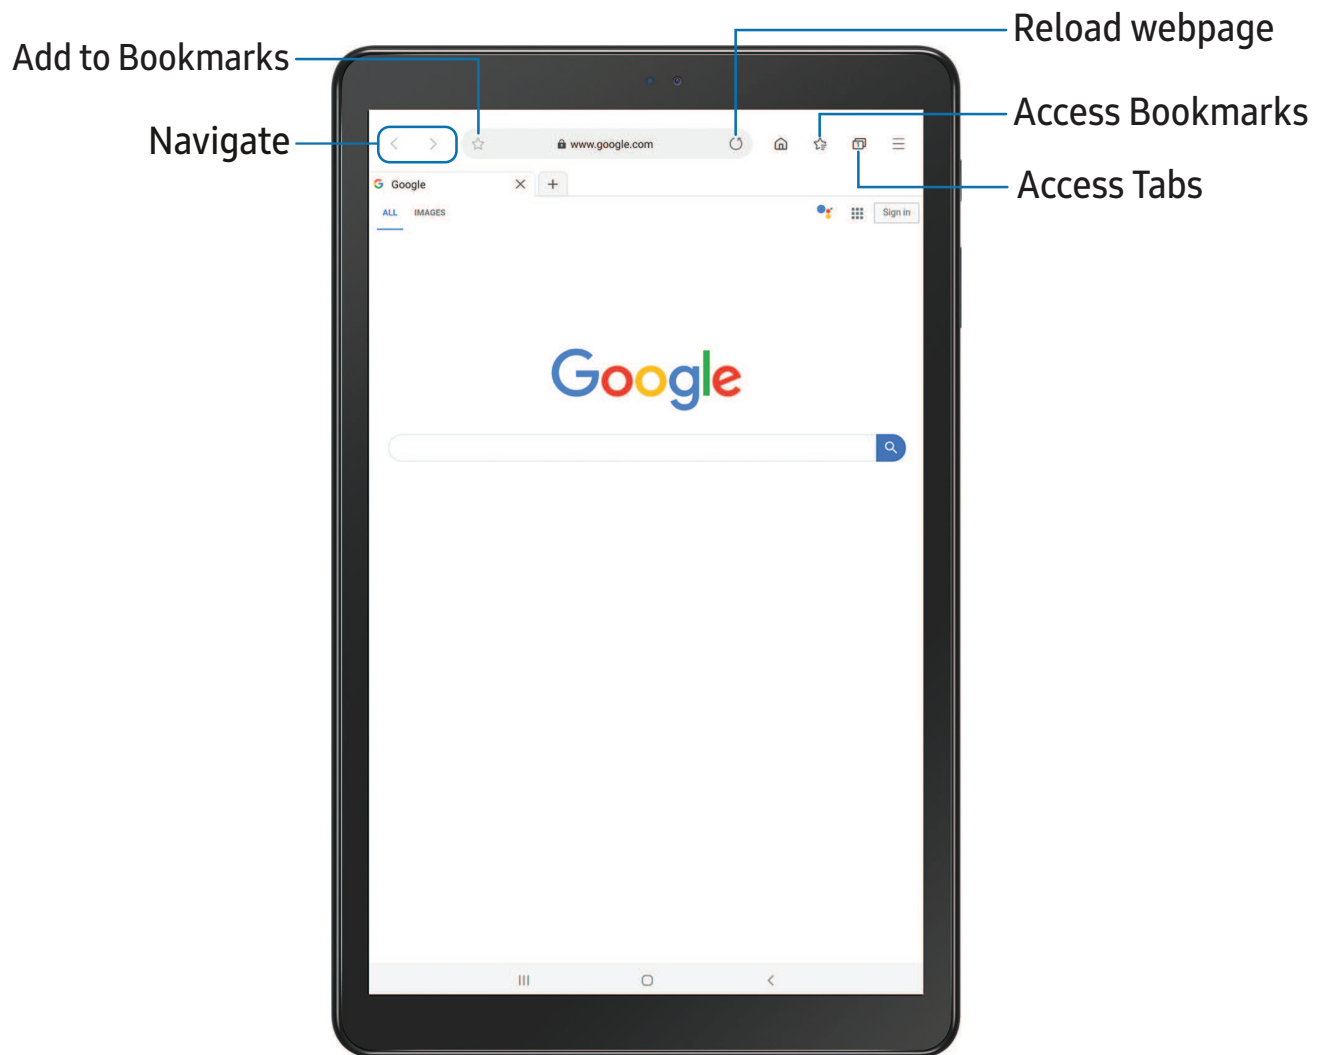 Reload webpage
Add to Bookmarks
Access Bookmarks
Navigate
www.google.com
1
Access Tabs
Google
ALL IMAGES
Sign in
Google